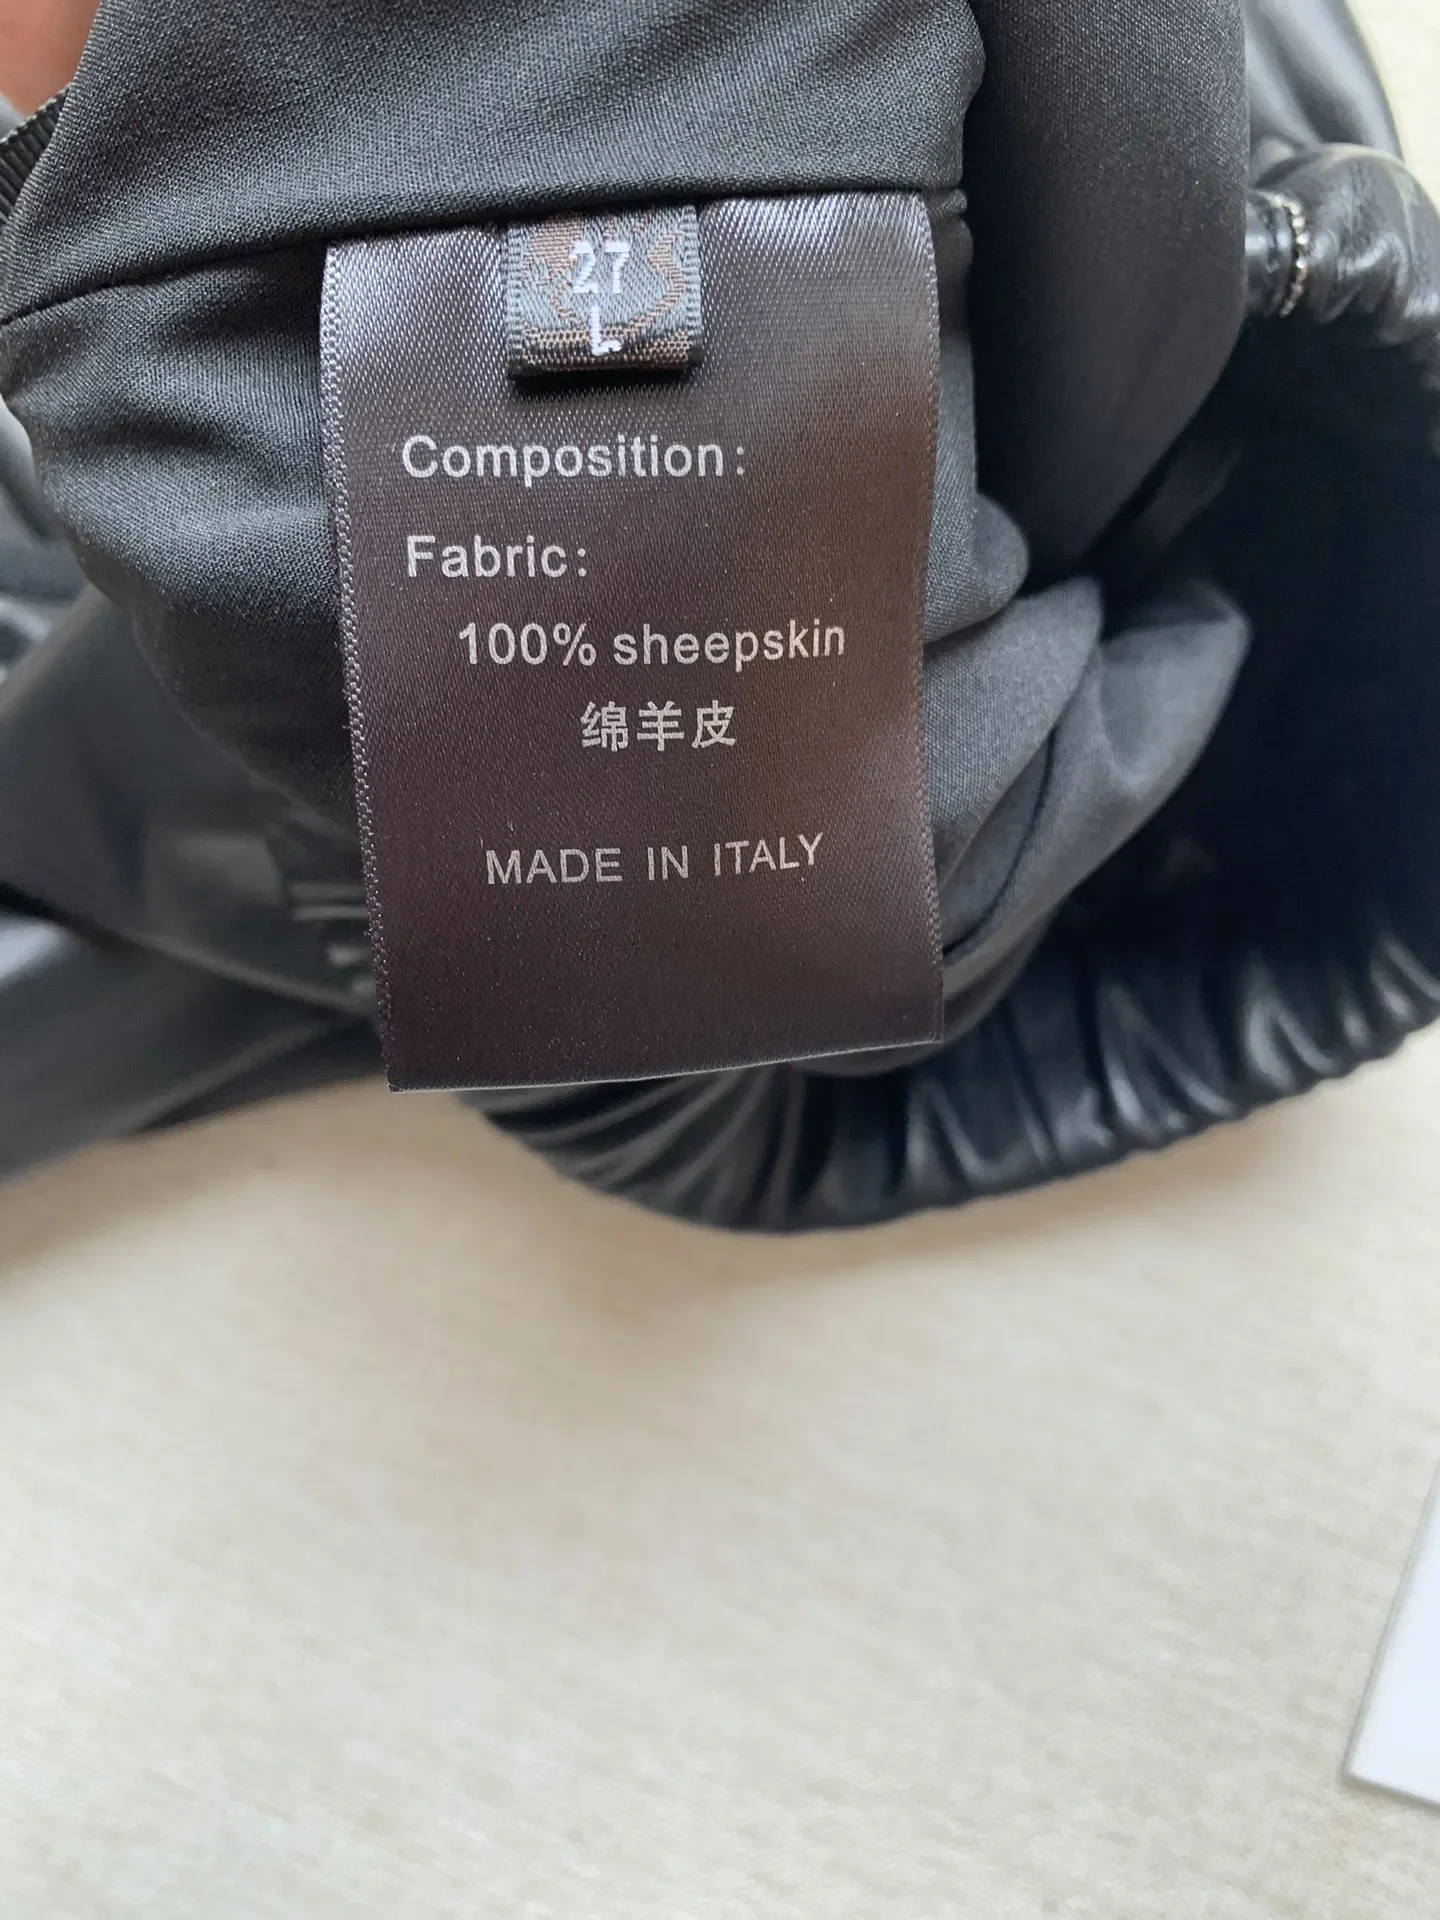 27
L
Composition:
Fabric:
100% sheepskin
绵羊皮
MADE IN ITALY